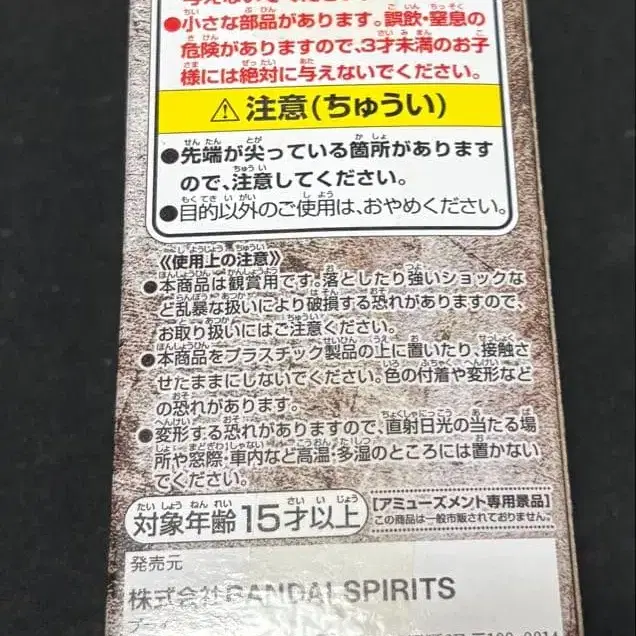 ●小さな部品があります。誤飲・窒息の
危険がありますので、3才未満のお子
様には絶対に与えないでください。
⚠注意(ちゅうい)
●先端が尖っている箇所があります
ので、注意してください。
●目的以外のご使用は、おやめください。
《使用上の注意》
●本商品は観賞用です。落としたり強いショックな
ど乱暴な扱いにより破損する恐れがありますので、
お取り扱いにはご注意ください。
●本商品をプラスチック製品の上に置いたり、接触さ
せたままにしないでください。色の付着や変形など
の恐れがあります。
●変形する恐れがありますので、直射日光の当たる場
所や窓際・車内など高温・多湿のところには置かない
でください。
対象年齢15才以上
[アミューズメント専用景品]
この商品は一般市販されておりません。
発売元
株式会社BANDAI SPIRITS